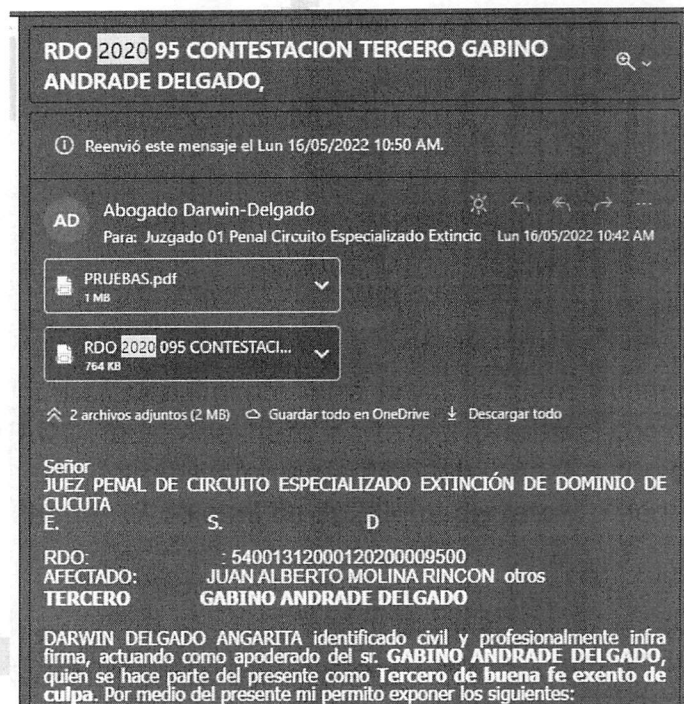 RDO 2020 95 CONTESTACION TERCERO GABINO
ANDRADE DELGADO,
Reenvió este mensaje el Lun 16/05/2022 10:50 AM.
AD
Abogado Darwin-Delgado
Para: Juzgado 01 Penal Circuito Especializado Extincio Lun 16/05/2022 10:42 AM
PRUEBAS.pdf
1 MB
RDO 2020 095 CONTESTACI...
764 KB
2 archivos adjuntos (2 MB) Guardar todo en OneDrive Descargar todo
Señor
JUEZ PENAL DE CIRCUITO ESPECIALIZADO EXTINCIÓN DE DOMINIO DE
CUCUTA
E. S. D
RDO: : 54001312000120200009500
AFECTADO: JUAN ALBERTO MOLINA RINCON otros
TERCERO GABINO ANDRADE DELGADO
DARWIN DELGADO ANGARITA identificado civil y profesionalmente infra
firma, actuando como apoderado del sr. GABINO ANDRADE DELGADO,
quien se hace parte del presente como Tercero de buena fe exento de
culpa. Por medio del presente mi permito exponer los siguientes: